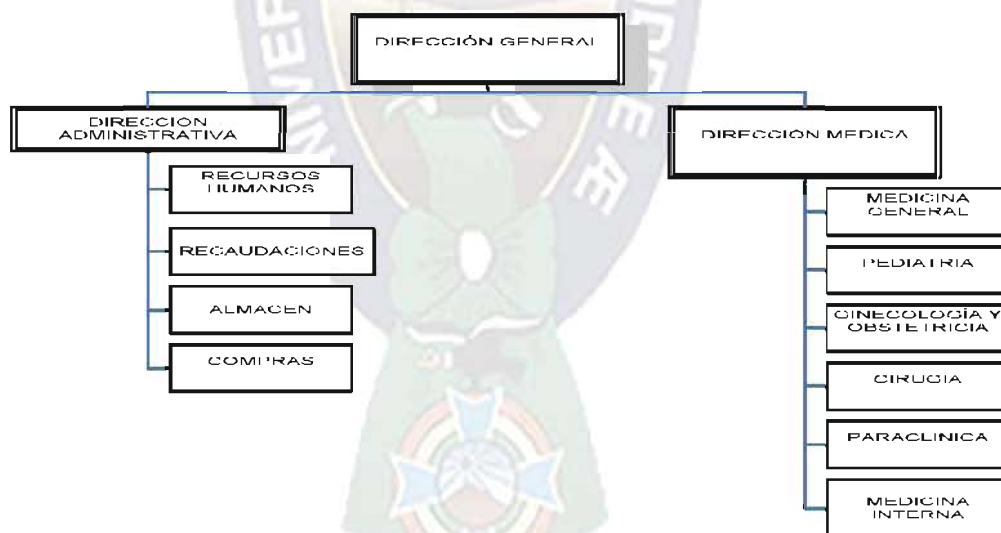 DIRECCIÓN GENERAL
DIRECCION
ADMINISTRATIVA
RECURSOS
HUMANOS
RECAUDACIONES
ALMACEN
COMPRAS
DIRECCION MEDICA
MEDICINA
GENERAL
PEDIATRIA
GINECOLOGÍA Y
OBSTETRICIA
CIRUGIA
PARACLINICA
MEDICINA
INTERNA